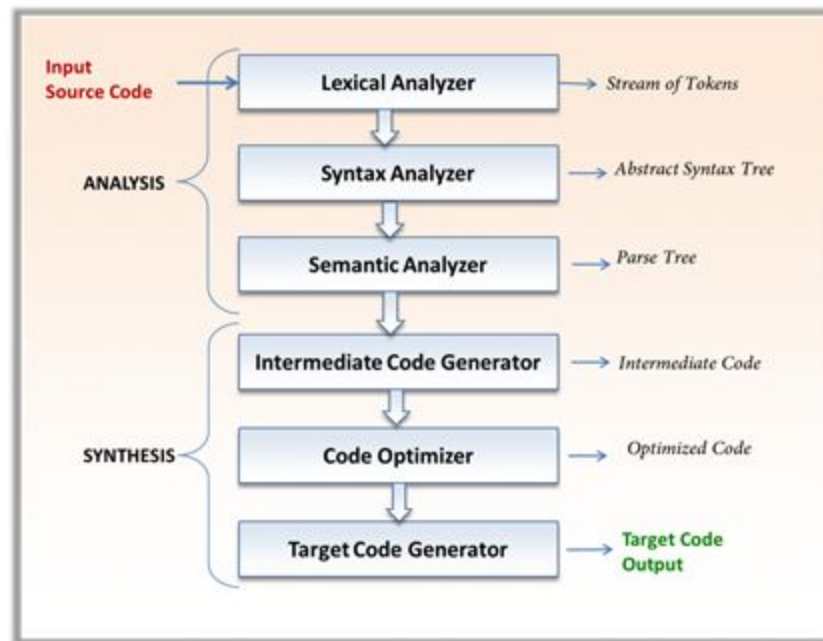 Input
Source Code
Lexical Analyzer
Stream of Tokens
ANALYSIS
Syntax Analyzer
Abstract Syntax Tree
Semantic Analyzer
Parse Tree
Intermediate Code Generator
Intermediate Code
SYNTHESIS
Code Optimizer
Optimized Code
Target Code Generator
Target Code
Output